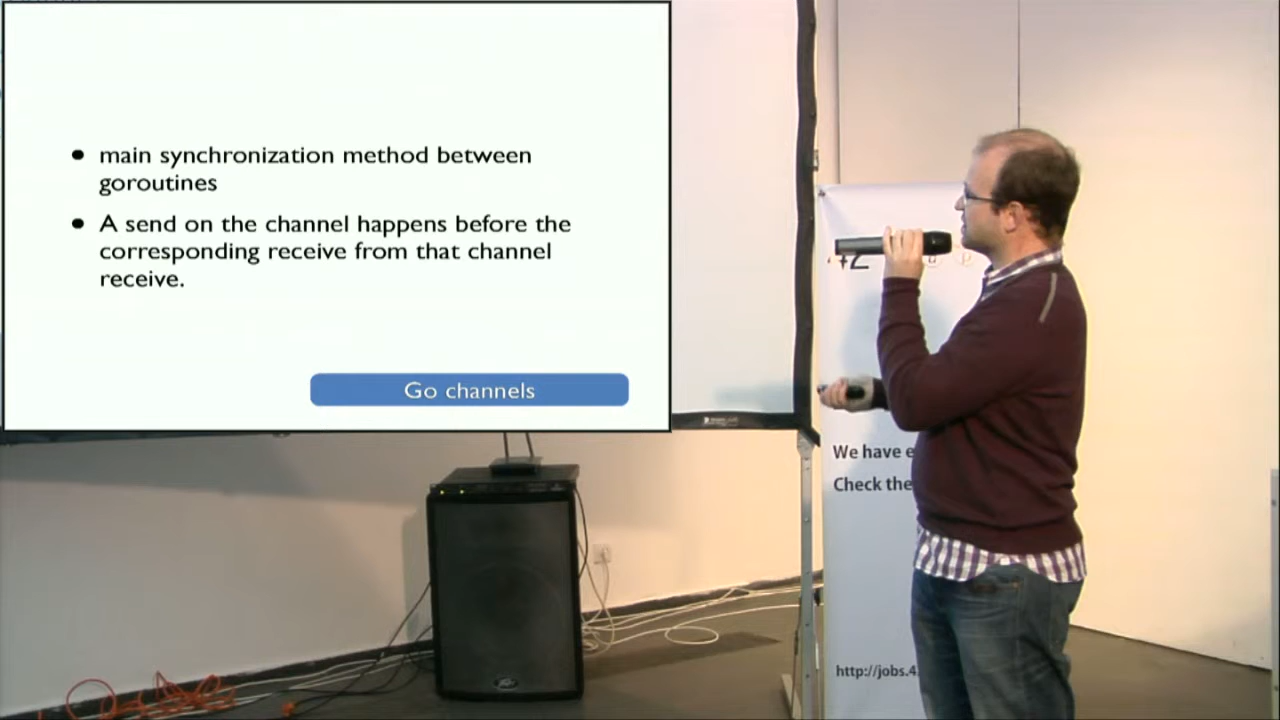 main synchronization method between
goroutines
A send on the channel happens before the
corresponding receive from that channel
receive.
Go channels
42
We have e
Check the
http://jobs.4